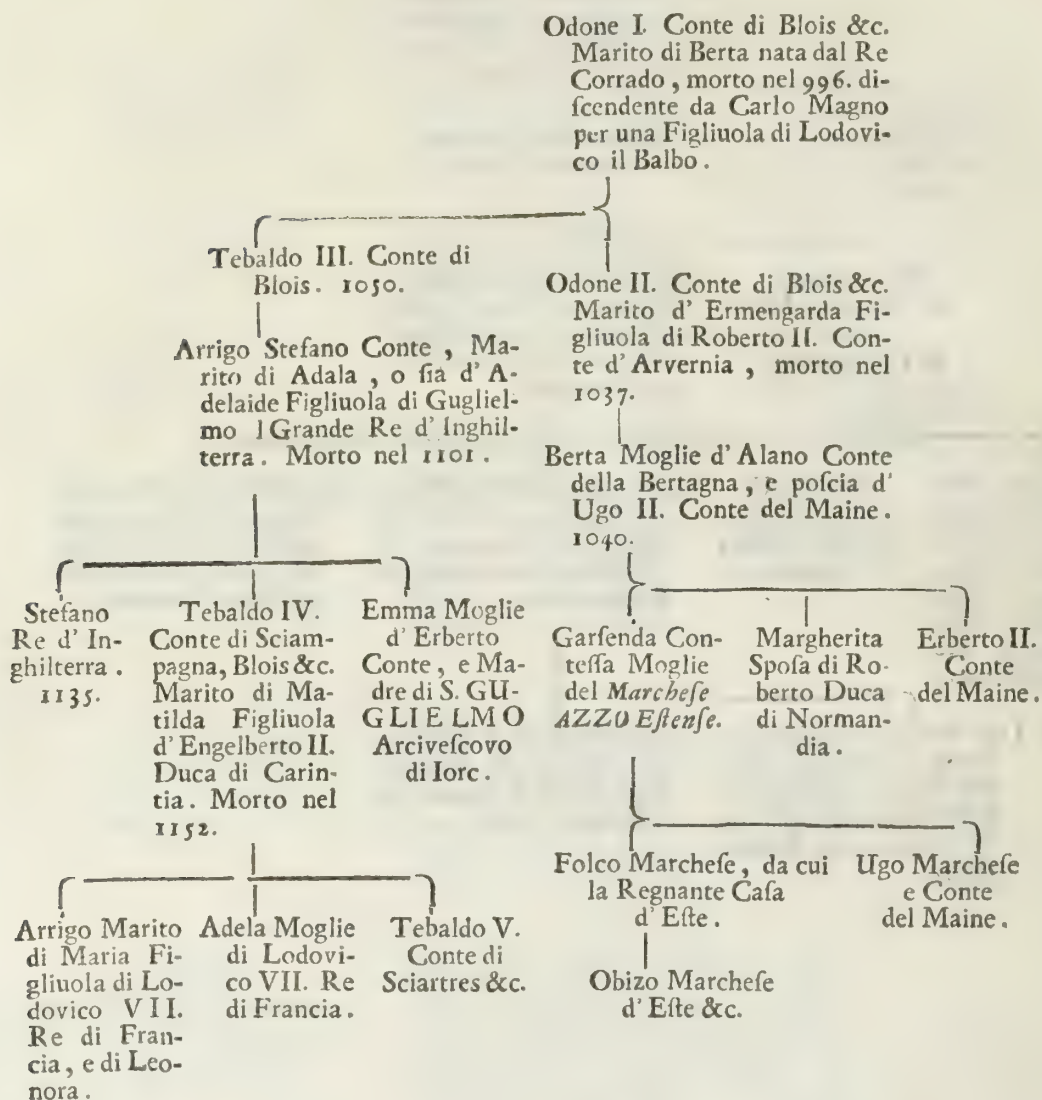 Odone I. Conte di Blois &c.
Marito di Berta nata dal Re
Corrado, morto nel 996. di-
ſcendente da Carlo Magno
per una Figliuola di Lodovi-
co il Balbo.
Tebaldo III. Conte di
Blois. 1050.
Arrigo Stefano Conte, Ma-
rito di Adala, o ſia d' A-
delaide Figliuola di Gugliel-
mo l Grande Re d' Inghil-
terra. Morto nel 1101.
Odone II. Conte di Blois &c.
Marito d' Ermengarda Fi-
gliuola di Roberto II. Con-
te d' Arvernia, morto nel
1037.
Berta Moglie d' Alano Conte
della Bertagna, e poſcia d'
Ugo II. Conte del Maine.
1040.
Stefano
Re d' In-
ghilterra.
1135.
Tebaldo IV.
Conte di Sciam-
pagna, Blois &c.
Marito di Ma-
tilda Figliuola
d' Engelberto II.
Duca di Carin-
tia. Morto nel
1152.
Emma Moglie
d' Erberto
Conte, e Ma-
dre di S. GU-
GLIELMO
Arciveſcovo
di Iorc.
Garſenda Con-
teſſa Moglie
del Marcheſe
AZZO Eſtenſe.
Margherita
Spoſa di Ro-
berto Duca
di Norman-
dia.
Erberto II.
Conte
del Maine.
Folco Marcheſe, da cui
la Regnante Caſa
d' Eſte.
Ugo Marcheſe
e Conte
del Maine.
Obizo Marcheſe
d' Eſte &c.
Arrigo Marito
di Maria Fi-
gliuola di Lo-
dovico VII.
Re di Fran-
cia, e di Leo-
nora.
Adela Moglie
di Lodovi-
co VII. Re
di Francia.
Tebaldo V.
Conte di
Sciartres &c.